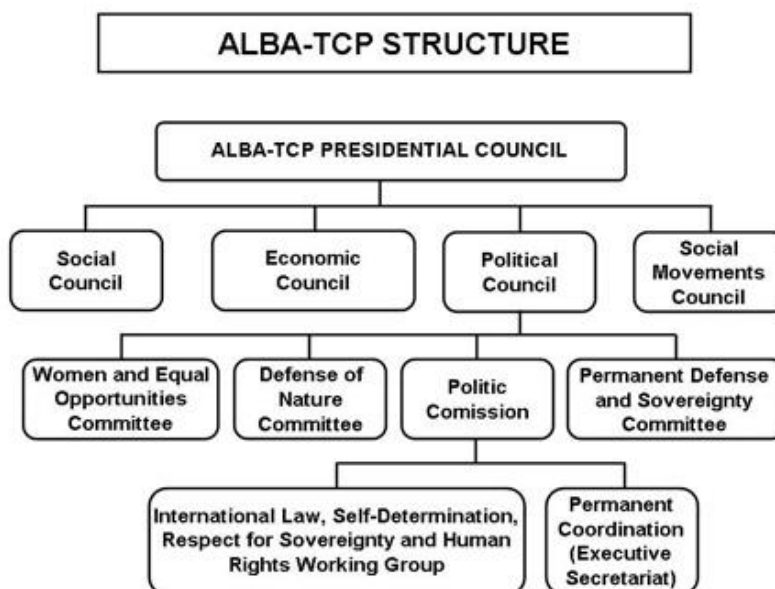 ALBA-TCP STRUCTURE
ALBA-TCP PRESIDENTIAL COUNCIL
Social
Council
Economic
Council
Political
Council
Social
Movements
Council
Women and Equal
Opportunities
Committee
Defense of
Nature
Committee
Politic
Comission
Permanent Defense
and Sovereignty
Committee
International Law, Self-Determination,
Respect for Sovereignty and Human
Rights Working Group
Permanent
Coordination
(Executive
Secretariat)